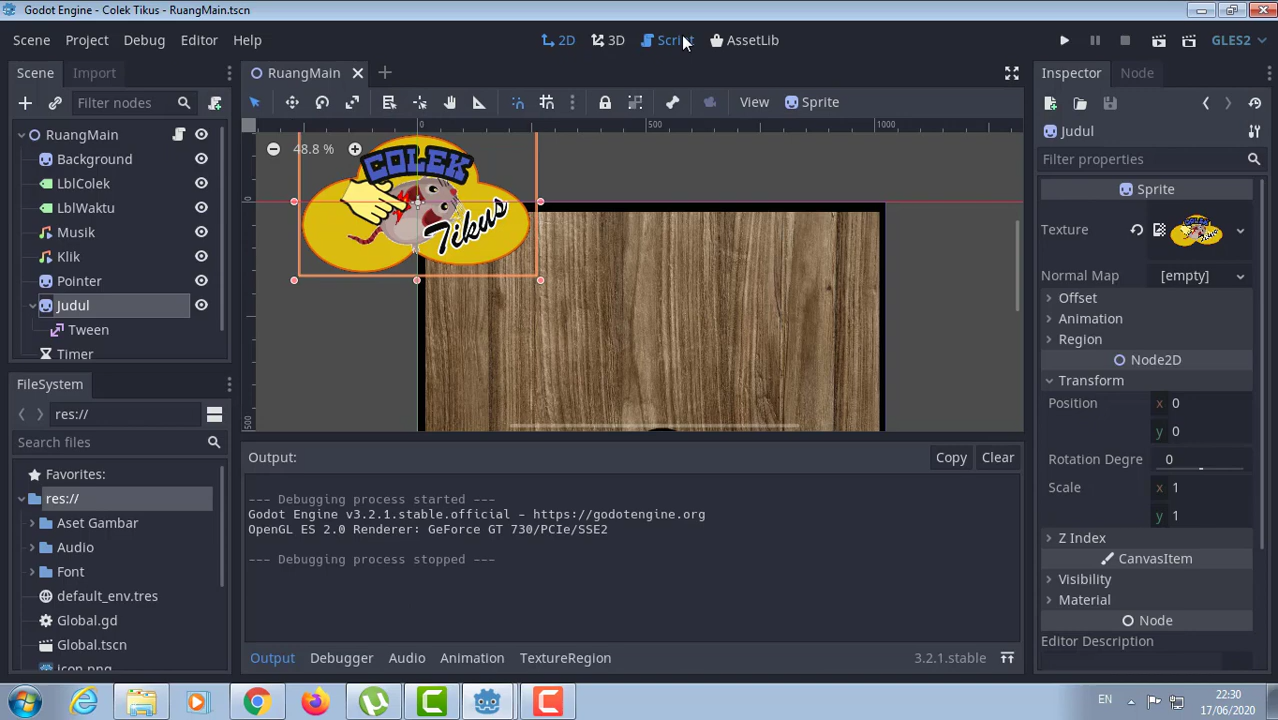 Godot Engine - Colek Tikus - RuangMain.tscn
Scene Project Debug Editor Help
2D 3D Script AssetLib
GLES2
Scene Import
Filter nodes
RuangMain
Background
LblColek
LblWaktu
Musik
Klik
Pointer
Judul
Tween
Timer
FileSystem
res://
Search files
Favorites:
res://
Aset Gambar
Audio
Font
default_env.tres
Global.gd
Global.tscn
icon.png
RuangMain
View Sprite
0 500 1000
48.8 %
0
500
COLEK
Tikus
Output:
Copy Clear
--- Debugging process started ---
Godot Engine v3.2.1.stable.official - https://godotengine.org
OpenGL ES 2.0 Renderer: GeForce GT 730/PCIe/SSE2
--- Debugging process stopped ---
Output Debugger Audio Animation TextureRegion
3.2.1.stable
Inspector Node
Judul
Filter properties
Sprite
Texture
Normal Map [empty]
Offset
Animation
Region
Node2D
Transform
Position x 0
y 0
Rotation Degre 0
Scale x 1
y 1
Z Index
CanvasItem
Visibility
Material
Node
Editor Description
EN
22:30
17/06/2020